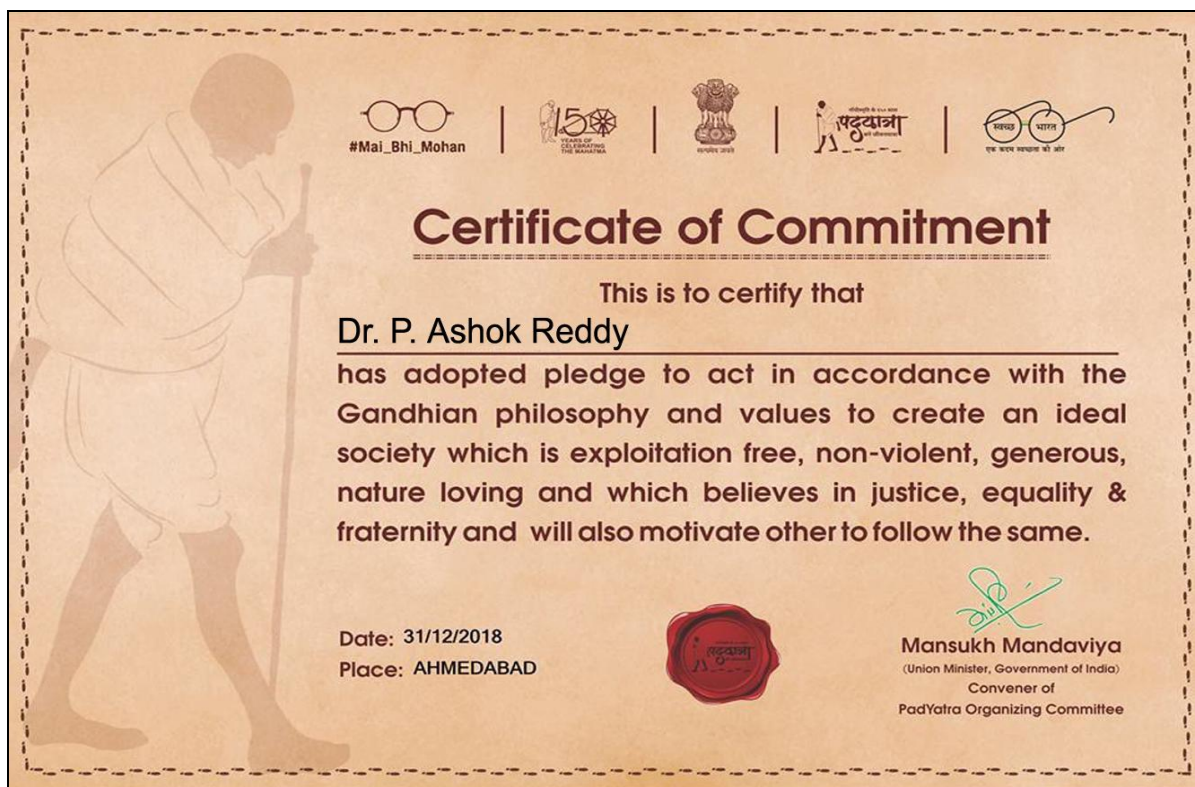 #Mai_Bhi_Mohan
150
YEARS OF
CELEBRATING
THE MAHATMA
सत्यमेव जयते
पदयात्रा
स्वच्छ भारत
एक कदम स्वच्छता की ओर
Certificate of Commitment
This is to certify that
Dr. P. Ashok Reddy
has adopted pledge to act in accordance with the
Gandhian philosophy and values to create an ideal
society which is exploitation free, non-violent, generous,
nature loving and which believes in justice, equality &
fraternity and will also motivate other to follow the same.
Date: 31/12/2018
Place: AHMEDABAD
पदयात्रा
Mansukh Mandaviya
(Union Minister, Government of India)
Convener of
PadYatra Organizing Committee